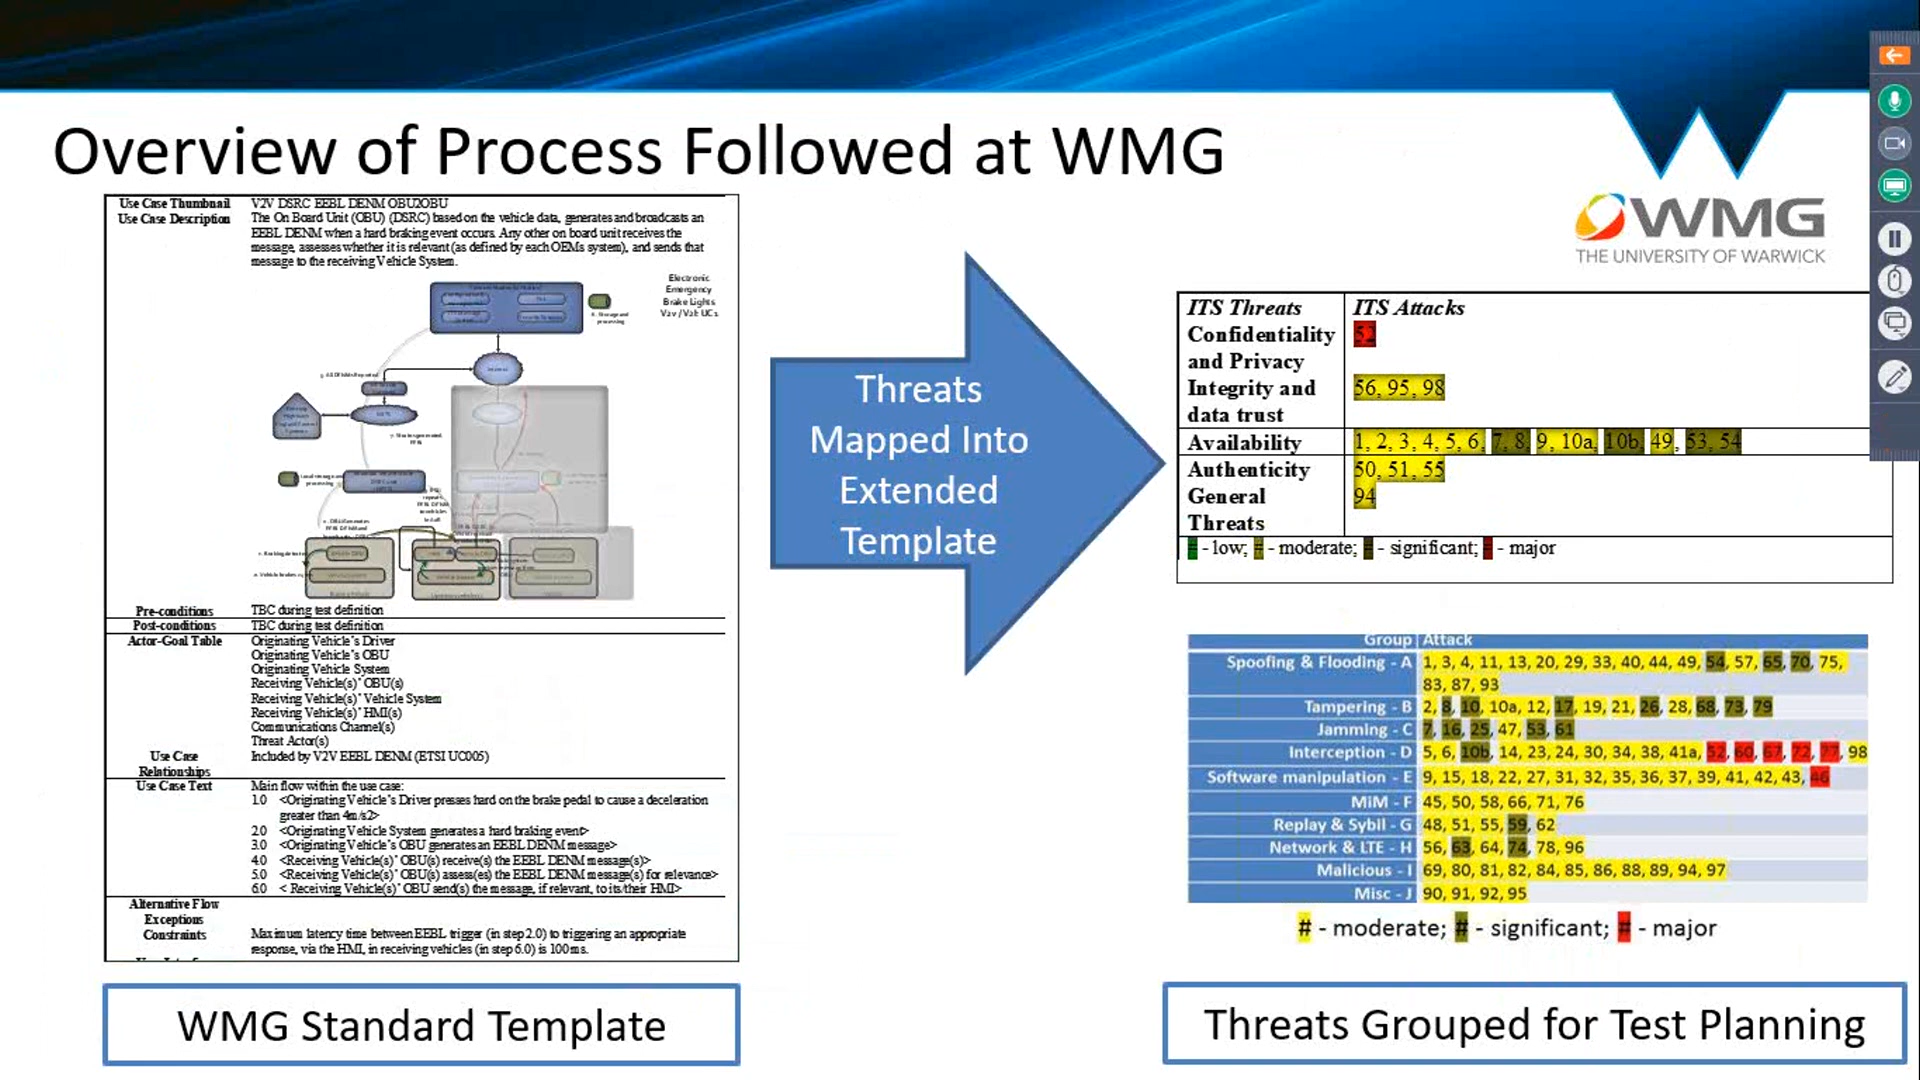 Overview of Process Followed at WMG
WMG
THE UNIVERSITY OF WARWICK
Use Case Thumbnail V2V DSRC EEBL DENM OBU2OBU
Use Case Description The On Board Unit (OBU) (DSRC) based on the vehicle data, generates and broadcasts an
EEBL DENM when a hard braking event occurs. Any other on board unit receives the
message, assesses whether it is relevant (as defined by each OEMs system), and sends that
message to the receiving Vehicle System.
Electronic
Emergency
Brake Lights
Pre-conditions TBC during test definition
Post-conditions TBC during test definition
Actor-Goal Table Originating Vehicle's Driver
Originating Vehicle's OBU
Originating Vehicle System
Receiving Vehicle(s)' OBU(s)
Receiving Vehicle(s)' Vehicle System
Receiving Vehicle(s)' HMI(s)
Communications Channel(s)
Threat Actor(s)
Use Case Included by V2V EEBL DENM (ETSI UC005)
Relationships
Use Case Text Main flow within the use case:
1.0 <Originating Vehicle's Driver presses hard on the brake pedal to cause a deceleration
greater than 4m/s2>
2.0 <Originating Vehicle System generates a hard braking event>
3.0 <Originating Vehicle's OBU generates an EEBL DENM message>
4.0 <Receiving Vehicle(s)' OBU(s) receive(s) the EEBL DENM message(s)>
5.0 <Receiving Vehicle(s)' OBU(s) assess(es) the EEBL DENM message(s) for relevance>
6.0 < Receiving Vehicle(s)' OBU send(s) the message, if relevant, to its/their HMI>
Alternative Flow
Exceptions
Constraints Maximum latency time between EEBL trigger (in step 2.0) to triggering an appropriate
response, via the HMI, in receiving vehicles (in step 6.0) is 100ms.
WMG Standard Template
Threats
Mapped Into
Extended
Template
ITS Threats ITS Attacks
Confidentiality 52
and Privacy
Integrity and 56, 95, 98
data trust
Availability 1, 2, 3, 4, 5, 6, 7, 8, 9, 10a, 10b, 49, 53, 54
Authenticity 50, 51, 55
General 94
Threats
# - low; # - moderate; # - significant; # - major
Group Attack
Spoofing & Flooding - A 1, 3, 4, 11, 13, 20, 29, 33, 40, 44, 49, 54, 57, 65, 70, 75,
83, 87, 93
Tampering - B 2, 8, 10, 10a, 12, 17, 19, 21, 26, 28, 68, 73, 79
Jamming - C 7, 16, 25, 47, 53, 61
Interception - D 5, 6, 10b, 14, 23, 24, 30, 34, 38, 41a, 52, 60, 67, 72, 77, 98
Software manipulation - E 9, 15, 18, 22, 27, 31, 32, 35, 36, 37, 39, 41, 42, 43, 46
MiM - F 45, 50, 58, 66, 71, 76
Replay & Sybil - G 48, 51, 55, 59, 62
Network & LTE - H 56, 63, 64, 74, 78, 96
Malicious - I 69, 80, 81, 82, 84, 85, 86, 88, 89, 94, 97
Misc - J 90, 91, 92, 95
# - moderate; # - significant; # - major
Threats Grouped for Test Planning